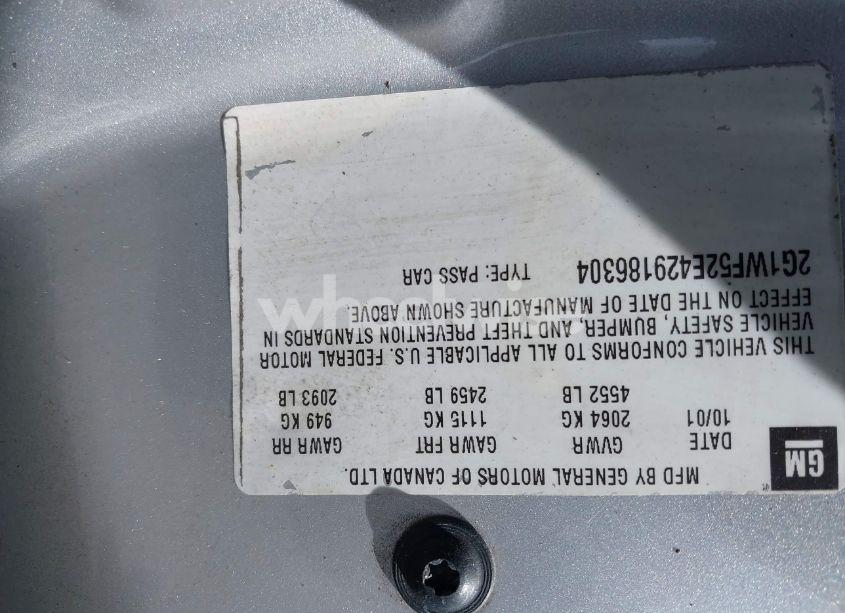 GM
MFD BY GENERAL MOTORS OF CANADA LTD.
DATE GVWR GAWR FRT GAWR RR
10/01 2064 KG 1115 KG 949 KG
4552 LB 2459 LB 2093 LB
THIS VEHICLE CONFORMS TO ALL APPLICABLE U.S. FEDERAL MOTOR
VEHICLE SAFETY, BUMPER, AND THEFT PREVENTION STANDARDS IN
EFFECT ON THE DATE OF MANUFACTURE SHOWN ABOVE.
2G1WF52E429186304 TYPE: PASS CAR